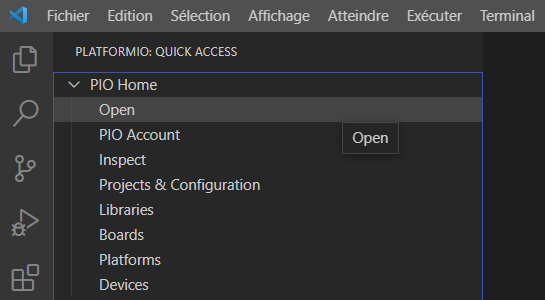 Fichier Edition Sélection Affichage Atteindre Exécuter Terminal
PLATFORMIO: QUICK ACCESS
PIO Home
Open
PIO Account
Open
Inspect
Projects & Configuration
Libraries
Boards
Platforms
Devices